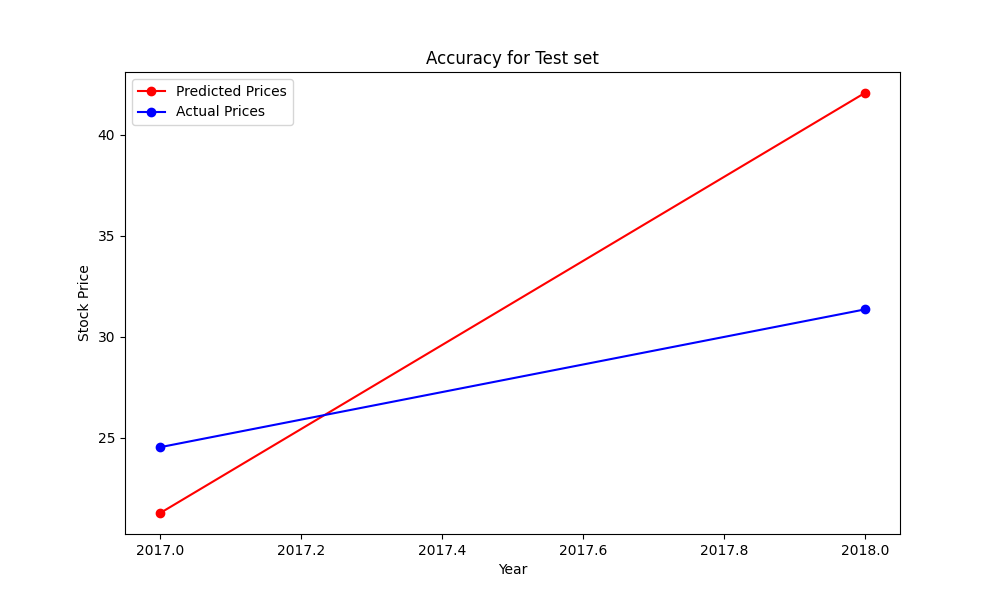 Accuracy for Test set
Predicted Prices
Actual Prices
40
35
30
25
Stock Price
2017.0 2017.2 2017.4 2017.6 2017.8 2018.0
Year